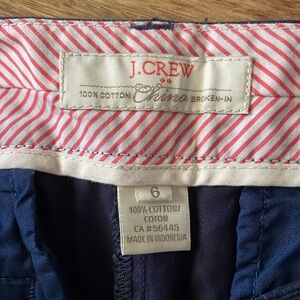 J.CREW
100% COTTON Chino BROKEN-IN
6
100% COTTON/
COTON
CA #56445
MADE IN INDONESIA